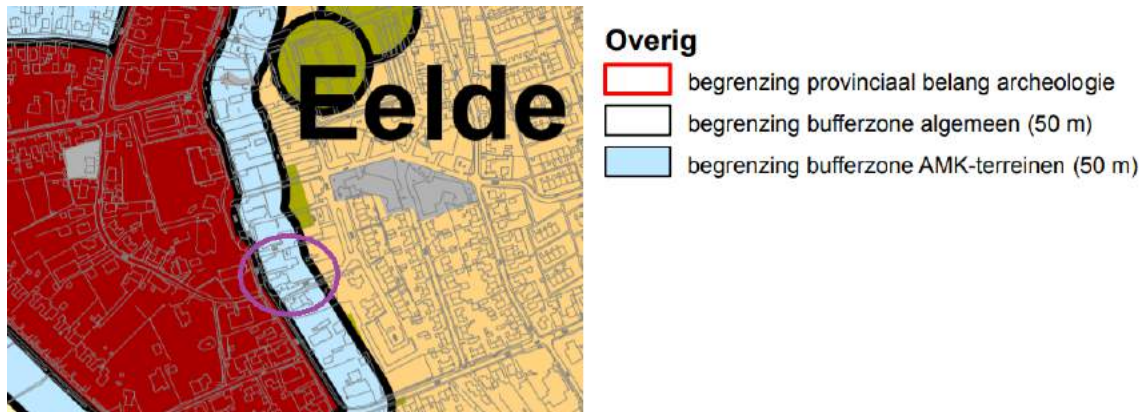 Eelde
Overig
begrenzing provinciaal belang archeologie
begrenzing bufferzone algemeen (50 m)
begrenzing bufferzone AMK-terreinen (50 m)